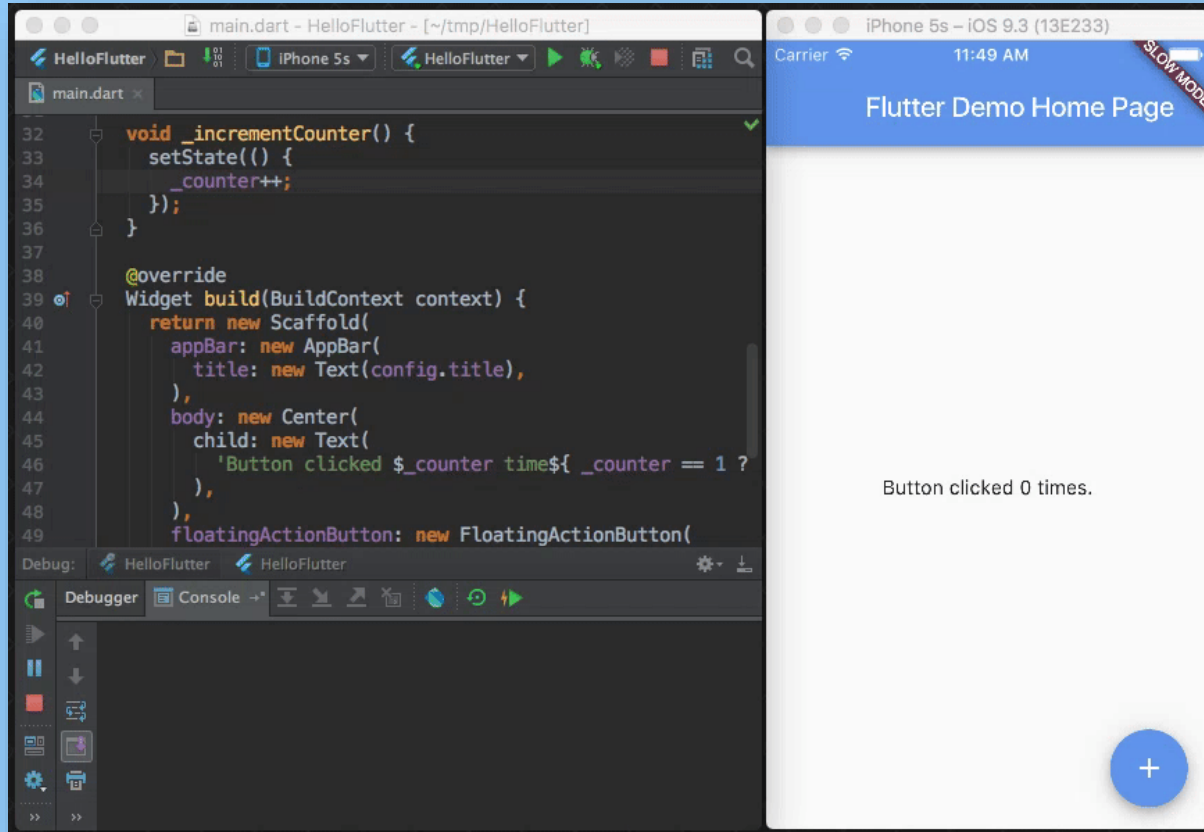 main.dart - HelloFlutter - [~/tmp/HelloFlutter]
HelloFlutter
iPhone 5s
HelloFlutter
main.dart
32 void _incrementCounter() {
33 setState(() {
34 _counter++;
35 });
36 }
37
38 @override
39 Widget build(BuildContext context) {
40 return new Scaffold(
41 appBar: new AppBar(
42 title: new Text(config.title),
43 ),
44 body: new Center(
45 child: new Text(
46 'Button clicked $_counter time${ _counter == 1 ?
47 ),
48 ),
49 floatingActionButton: new FloatingActionButton(
Debug: HelloFlutter HelloFlutter
Debugger Console
iPhone 5s – iOS 9.3 (13E233)
Carrier 11:49 AM
SLOW MODE
Flutter Demo Home Page
Button clicked 0 times.
+